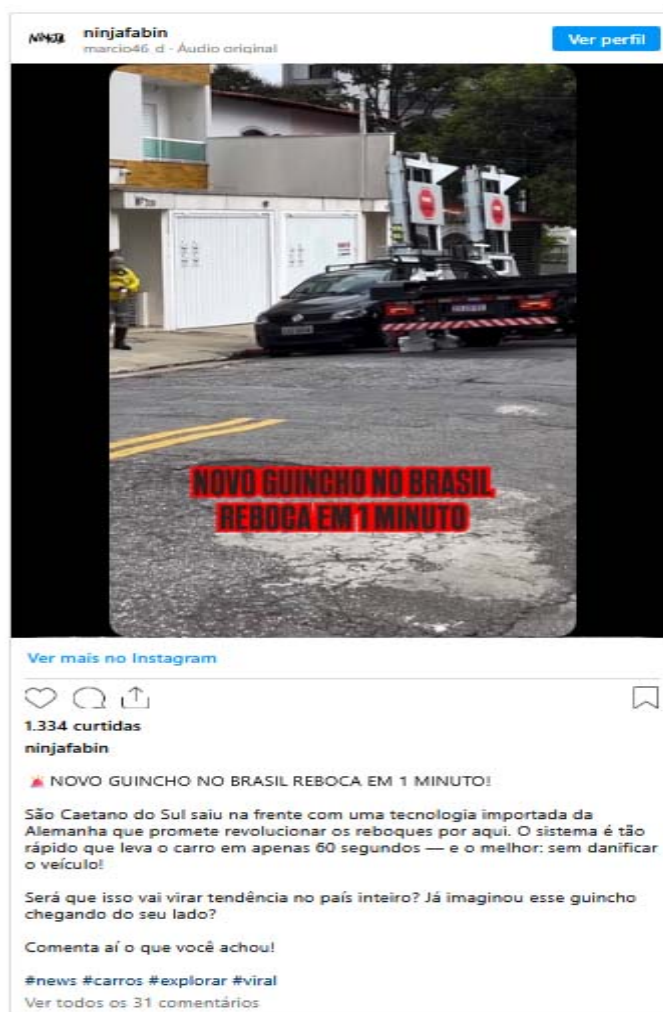 NINJA
ninjafabin
marcio46_d · Áudio original
Ver perfil
NOVO GUINCHO NO BRASIL
REBOCA EM 1 MINUTO
Ver mais no Instagram
1.334 curtidas
ninjafabin
🚨 NOVO GUINCHO NO BRASIL REBOCA EM 1 MINUTO!
São Caetano do Sul saiu na frente com uma tecnologia importada da
Alemanha que promete revolucionar os reboques por aqui. O sistema é tão
rápido que leva o carro em apenas 60 segundos — e o melhor: sem danificar
o veículo!
Será que isso vai virar tendência no país inteiro? Já imaginou esse guincho
chegando do seu lado?
Comenta aí o que você achou!
#news #carros #explorar #viral
Ver todos os 31 comentários